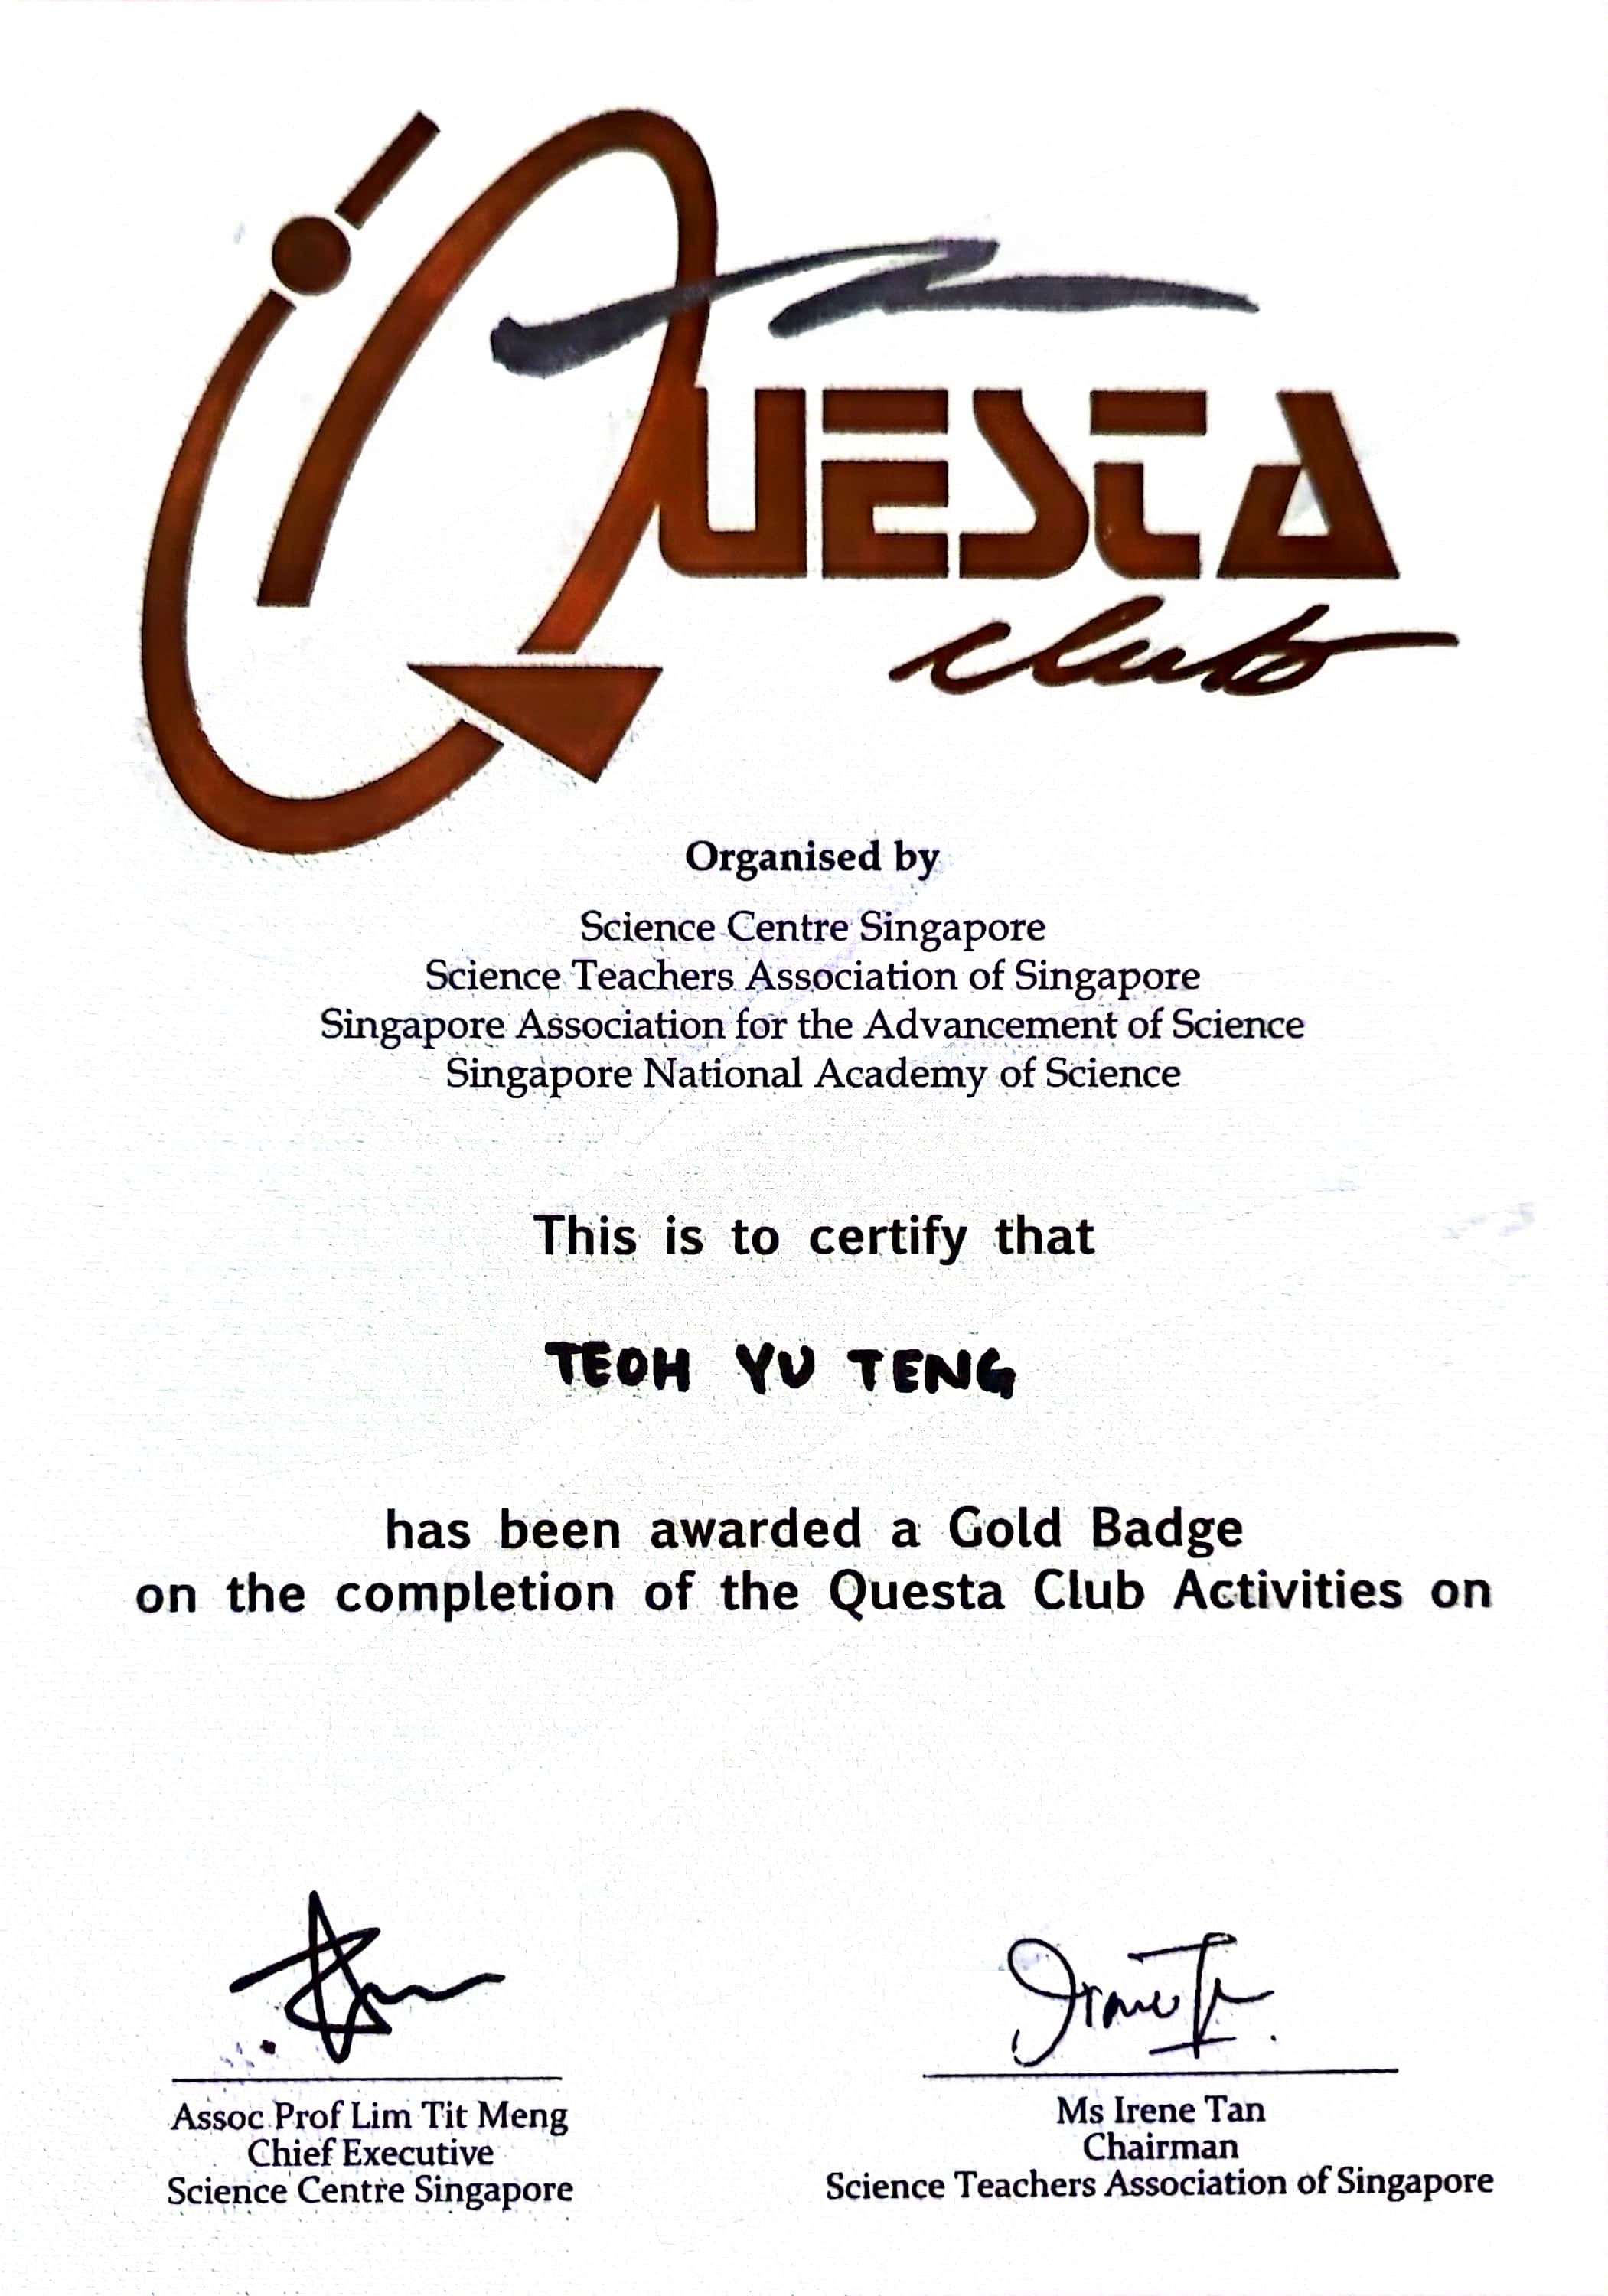 QUESTA
club
Organised by
Science Centre Singapore
Science Teachers Association of Singapore
Singapore Association for the Advancement of Science
Singapore National Academy of Science
This is to certify that
TEOH YU TENG
has been awarded a Gold Badge
on the completion of the Questa Club Activities on
Irene Tan
Assoc Prof Lim Tit Meng
Chief Executive
Science Centre Singapore
Ms Irene Tan
Chairman
Science Teachers Association of Singapore